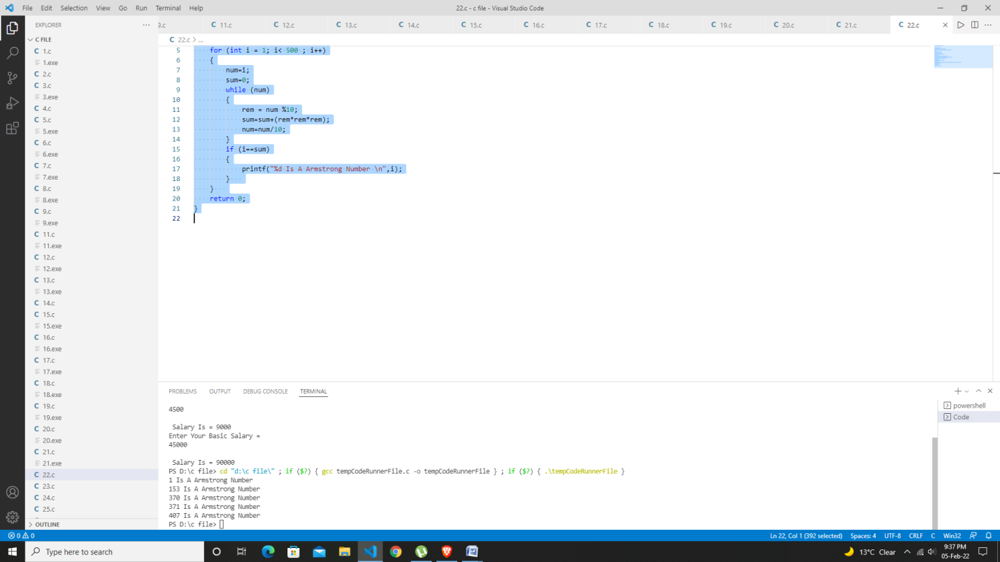 File Edit Selection View Go Run Terminal Help
22.c - c file - Visual Studio Code
EXPLORER
9.c 11.c 12.c 13.c 14.c 15.c 16.c 17.c 18.c 19.c 20.c 21.c 22.c
C FILE
22.c > ...
1.c
1.exe
2.c
3.c
3.exe
4.c
5.c
5.exe
6.c
6.exe
7.c
7.exe
8.c
8.exe
9.c
9.exe
11.c
11.exe
12.c
12.exe
13.c
13.exe
14.c
15.c
15.exe
16.c
16.exe
17.c
17.exe
18.c
18.exe
19.c
19.exe
20.c
20.exe
21.c
21.exe
22.c
23.c
24.c
25.c
OUTLINE
5 for (int i = 1; i< 500 ; i++)
6 {
7 num=i;
8 sum=0;
9 while (num)
10 {
11 rem = num %10;
12 sum=sum+(rem*rem*rem);
13 num=num/10;
14 }
15 if (i==sum)
16 {
17 printf("%d Is A Armstrong Number \n",i);
18 }
19 }
20 return 0;
21 }
22
PROBLEMS OUTPUT DEBUG CONSOLE TERMINAL
powershell
Code
4500
Salary Is = 9000
Enter Your Basic Salary =
45000
Salary Is = 90000
PS D:\c file> cd "d:\c file\" ; if ($?) { gcc tempCodeRunnerFile.c -o tempCodeRunnerFile } ; if ($?) { .\tempCodeRunnerFile }
1 Is A Armstrong Number
153 Is A Armstrong Number
370 Is A Armstrong Number
371 Is A Armstrong Number
407 Is A Armstrong Number
PS D:\c file>
0 0
Ln 22, Col 1 (392 selected) Spaces: 4 UTF-8 CRLF C Win32
Type here to search
13°C Clear
9:37 PM
05-Feb-22